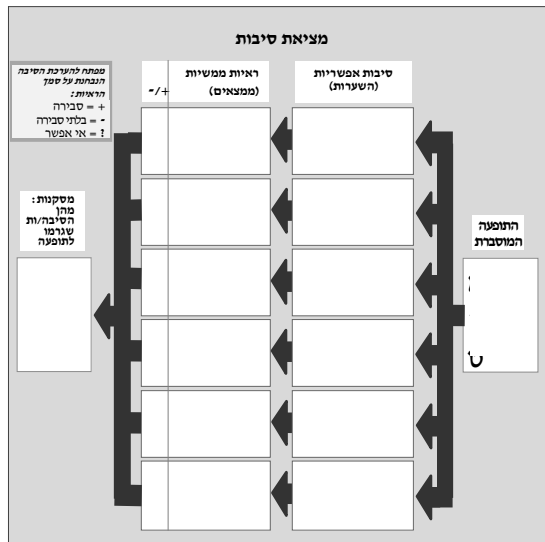 מציאת סיבות
סיבות אפשריות
(השערות)
ראיות ממשיות
(ממצאים)
+/-
מפתח להערכת הסיבה
הנבחנת על סמך
הראיות:
+ = סבירה
- = בלתי סבירה
? = אי אפשר
התופעה
המוסברת
מסקנות:
מהן
הסיבה/ות
שגרמו
לתופעה